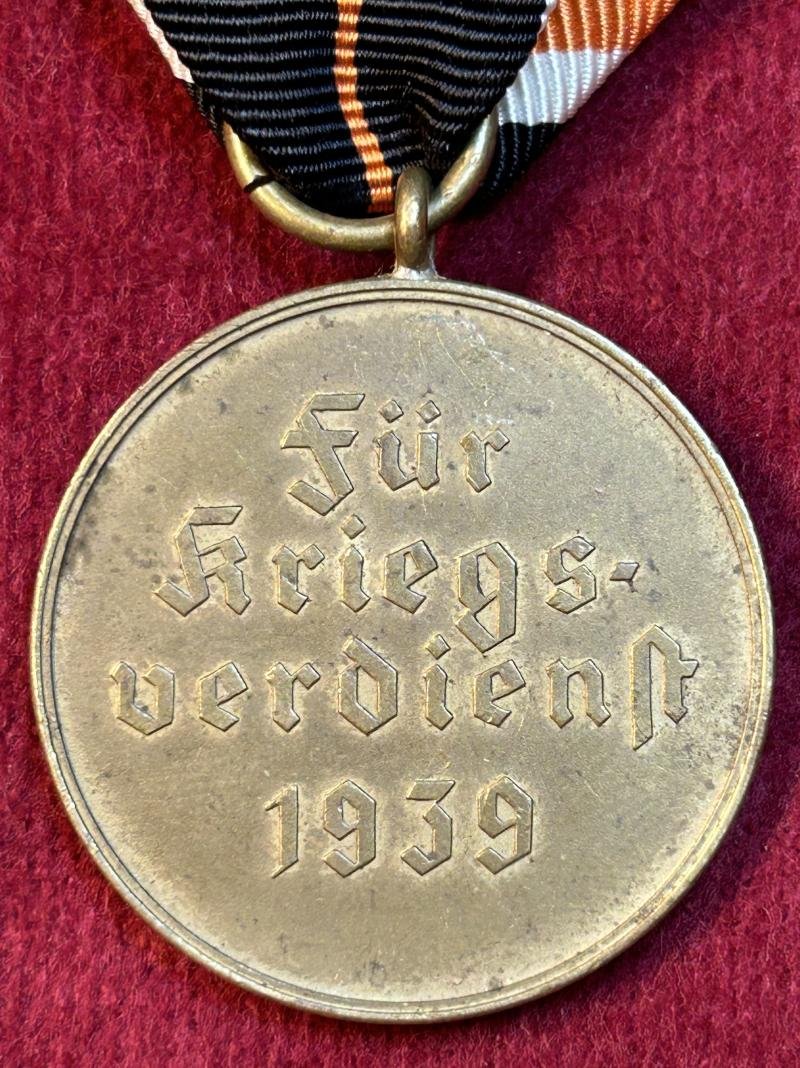 Für
Kriegs-
verdienst
1939